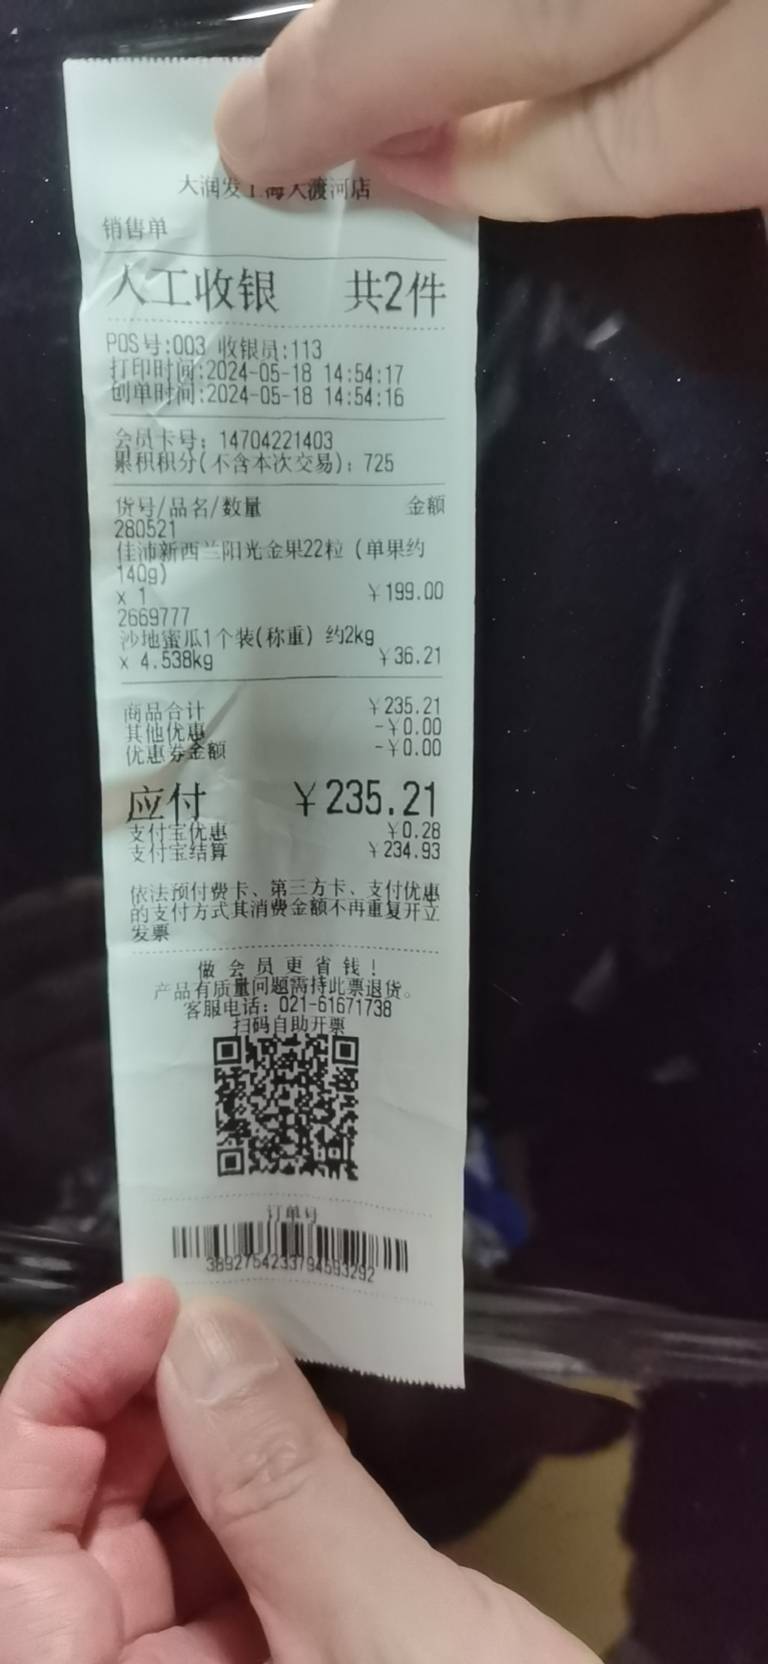 大润发上海大渡河店
销售单
人工收银 共2件
POS号:003 收银员:113
打印时间:2024-05-18 14:54:17
创单时间:2024-05-18 14:54:16
会员卡号: 14704221403
累积积分(不含本次交易): 725
货号/品名/数量 金额
280521
佳沛新西兰阳光金果22粒 (单果约
140g)
x 1 ¥199.00
2669777
沙地蜜瓜1个装(称重) 约2kg
x 4.538kg ¥36.21
商品合计 ¥235.21
其他优惠 -¥0.00
优惠券金额 -¥0.00
应付 ¥235.21
支付宝优惠 ¥0.28
支付宝结算 ¥234.93
依法预付费卡、第三方卡、支付优惠
的支付方式其消费金额不再重复开立
发票
做会员更省钱!
产品有质量问题需持此票退货。
客服电话: 021-61671738
扫码自助开票
订单号
3892754233794593292